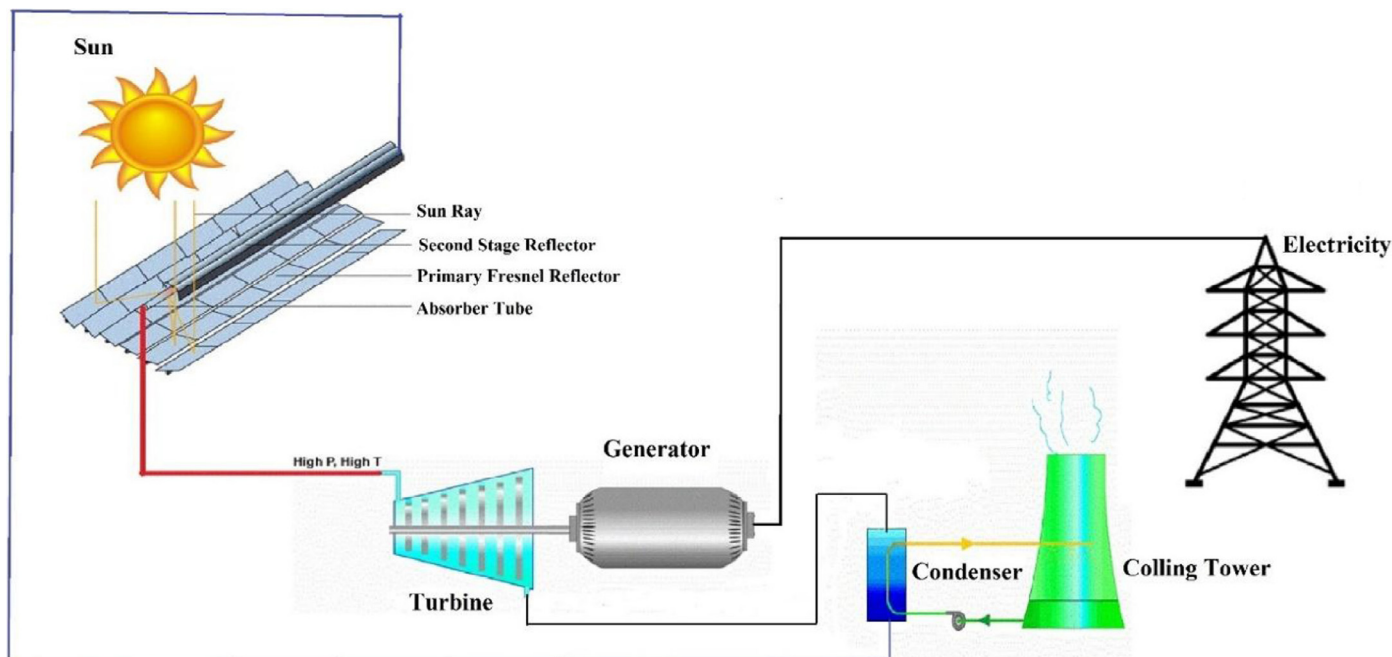 Sun
Sun Ray
Second Stage Reflector
Primary Fresnel Reflector
Absorber Tube
Electricity
High P, High T
Generator
Turbine
Condenser
Colling Tower